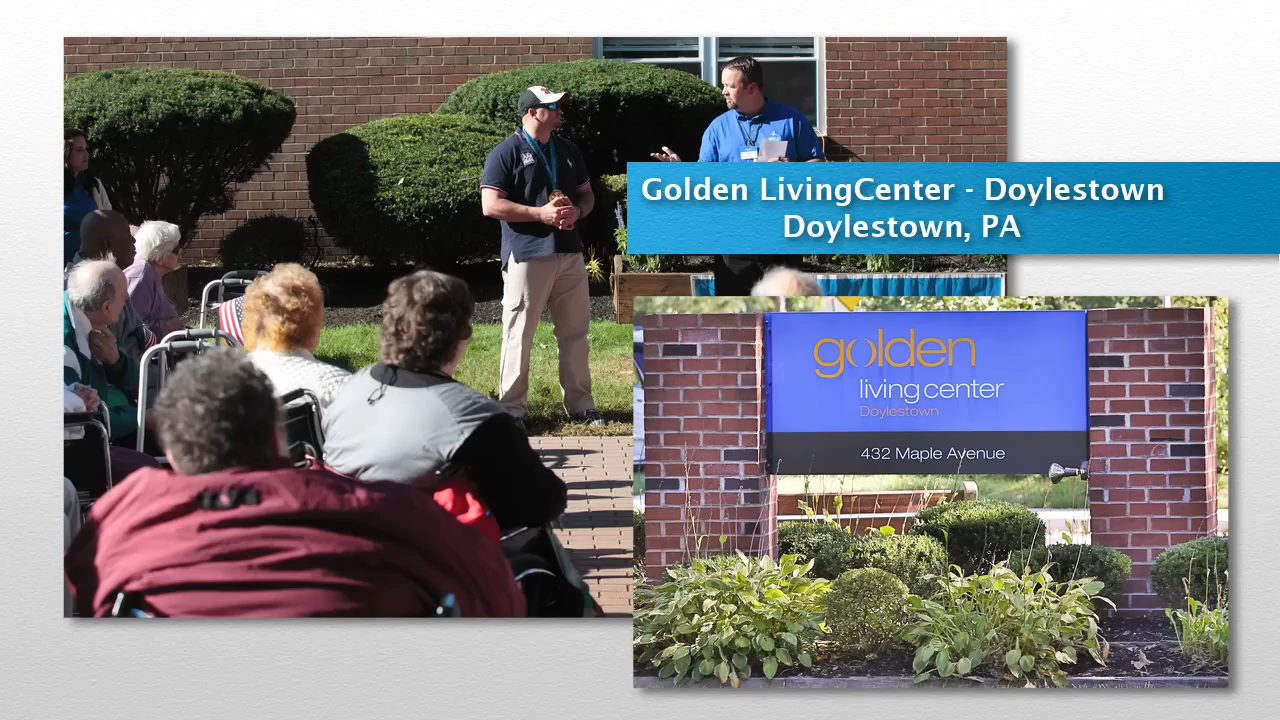 Golden LivingCenter - Doylestown
Doylestown, PA
golden
living center
Doylestown
432 Maple Avenue